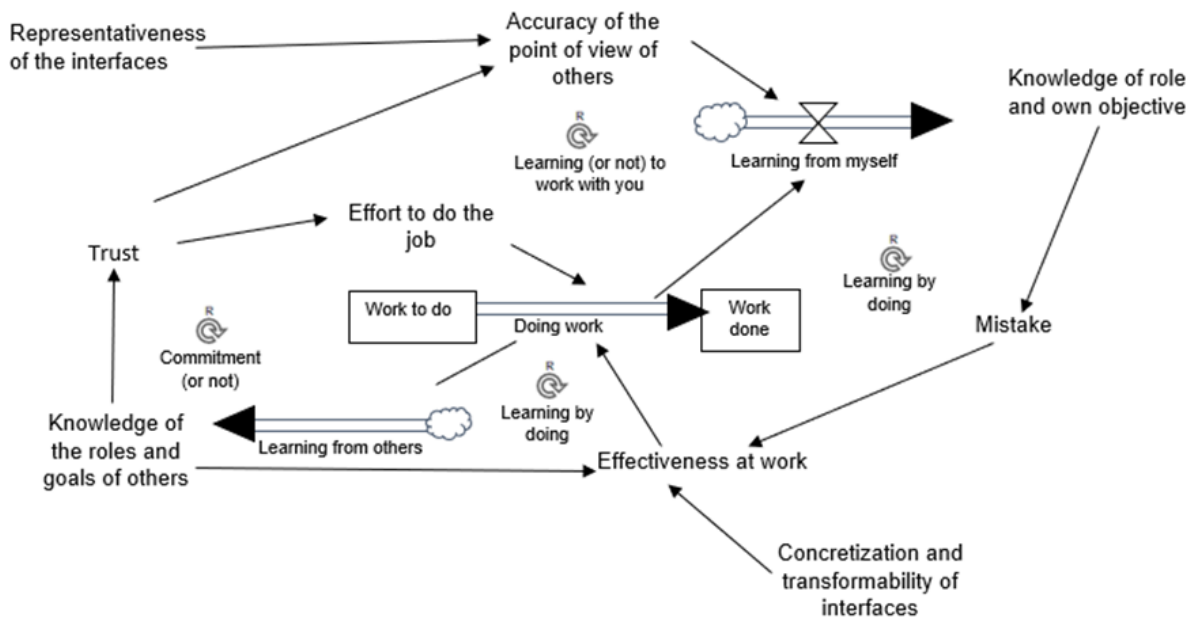 Representativeness
of the interfaces
Accuracy of the
point of view of
others
Knowledge of role
and own objective
R
Learning (or not) to
work with you
Learning from myself
Effort to do the
job
Trust
R
Learning by
doing
Work to do
Doing work
Work
done
Mistake
R
Commitment
(or not)
R
Learning by
doing
Knowledge of
the roles and
goals of others
Learning from others
Effectiveness at work
Concretization and
transformability of
interfaces